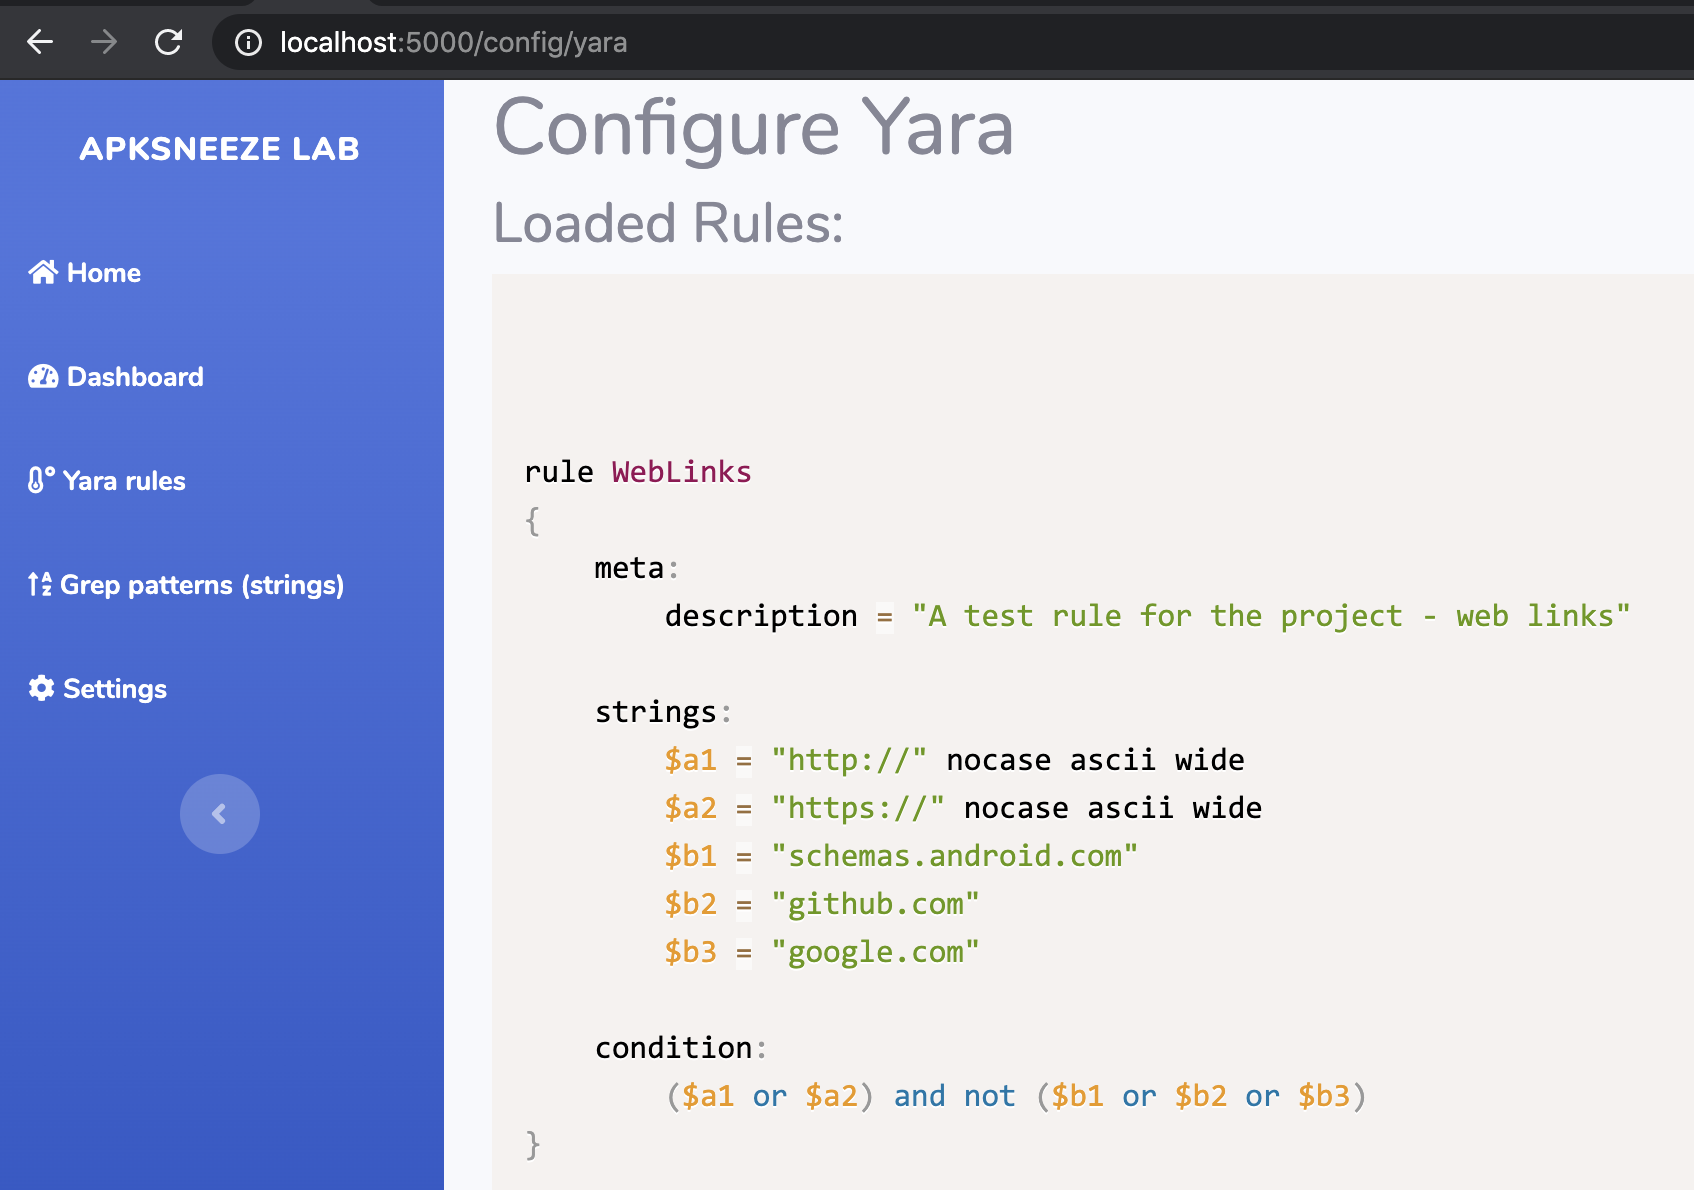 localhost:5000/config/yara
APKSNEEZE LAB
Home
Dashboard
Yara rules
Grep patterns (strings)
Settings
Configure Yara
Loaded Rules:
rule WebLinks
{
    meta:
        description = "A test rule for the project - web links"
    strings:
        $a1 = "http://" nocase ascii wide
        $a2 = "https://" nocase ascii wide
        $b1 = "schemas.android.com"
        $b2 = "github.com"
        $b3 = "google.com"
    condition:
        ($a1 or $a2) and not ($b1 or $b2 or $b3)
}